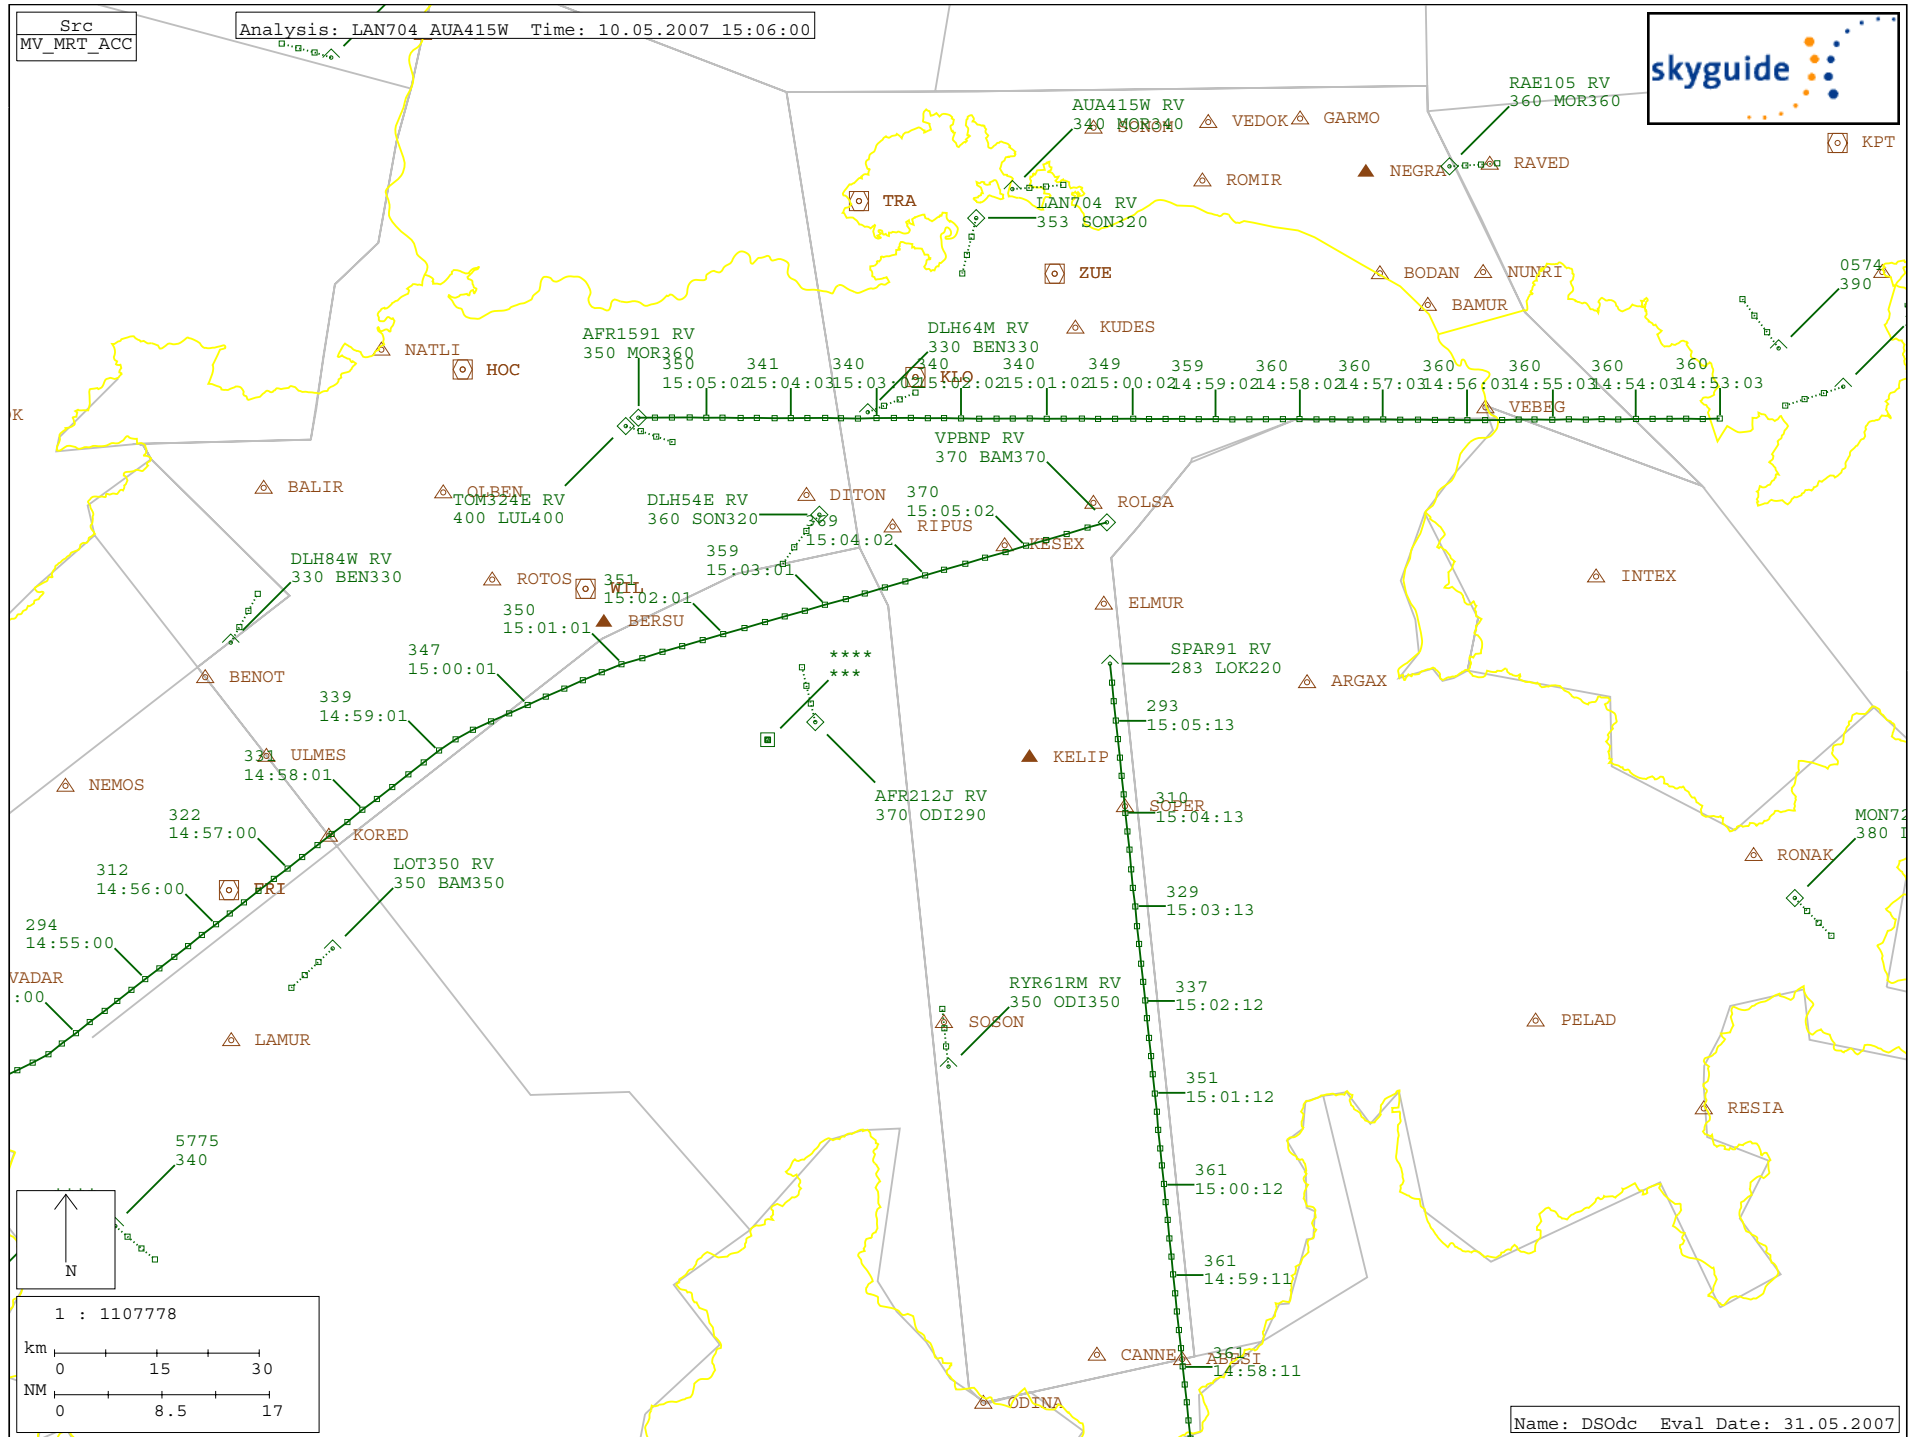 Src
MV_MRT_ACC
Analysis: LAN704_AUA415W Time: 10.05.2007 15:06:00
skyguide
RAE105 RV
360 MOR360
AUA415W RV
340 MOR340
SONOM
VEDOK
GARMO
KPT
NEGRA
RAVED
ROMIR
TRA
LAN704 RV
353 SON320
ZUE
BODAN
NUNRI
0574
390
BAMUR
KUDES
AFR1591 RV
350 MOR360
DLH64M RV
330 BEN330
NATLI
HOC
KLO
350
15:05:02
341
15:04:03
340
15:03:02
340
15:02:02
340
15:01:02
349
15:00:02
359
14:59:02
360
14:58:02
360
14:57:03
360
14:56:03
360
14:55:03
360
14:54:03
360
14:53:03
OK
VEBEG
VPBNP RV
370 BAM370
BALIR
OLBEN
TOM324E RV
400 LUL400
DLH54E RV
360 SON320
DITON
RIPUS
370
15:05:02
ROLSA
KESEX
369
15:04:02
359
15:03:01
DLH84W RV
330 BEN330
ROTOS
WIL
351
15:02:01
BERSU
350
15:01:01
INTEX
ELMUR
347
15:00:01
****
***
SPAR91 RV
283 LOK220
BENOT
ARGAX
339
14:59:01
293
15:05:13
ULMES
331
14:58:01
KELIP
NEMOS
AFR212J RV
370 ODI290
SOPER
310
15:04:13
322
14:57:00
KORED
MON72
380 I
RONAK
LOT350 RV
350 BAM350
312
14:56:00
FRI
329
15:03:13
294
14:55:00
VADAR
:00
RYR61RM RV
350 ODI350
337
15:02:12
SOSON
PELAD
LAMUR
351
15:01:12
RESIA
5775
340
361
15:00:12
N
361
14:59:11
1 : 1107778
km
0 15 30
NM
0 8.5 17
CANNE
ABESI
361
14:58:11
ODINA
Name: DSOdc Eval Date: 31.05.2007